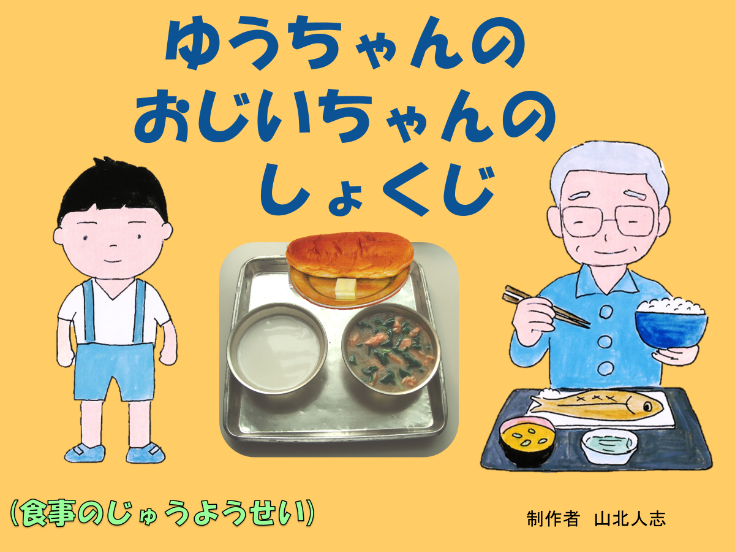 ゆうちゃんの
おじいちゃんの
しょくじ
(食事のじゅうようせい)
制作者 山北人志